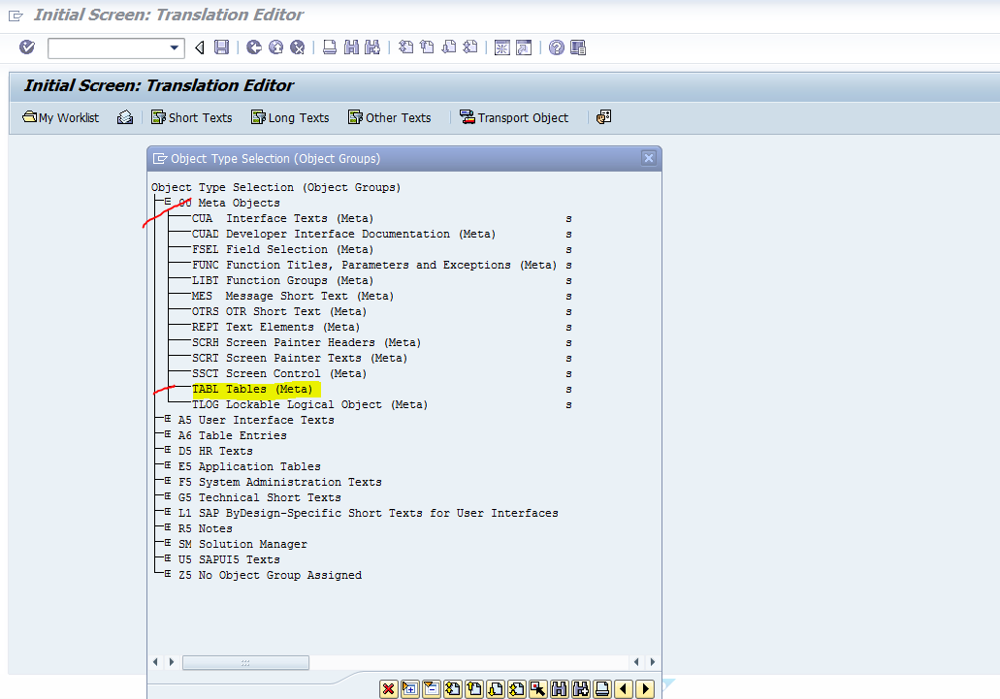 Initial Screen: Translation Editor
Initial Screen: Translation Editor
My Worklist Short Texts Long Texts Other Texts Transport Object
Object Type Selection (Object Groups)
Object Type Selection (Object Groups)
00 Meta Objects
CUA Interface Texts (Meta) s
CUAD Developer Interface Documentation (Meta) s
FSEL Field Selection (Meta) s
FUNC Function Titles, Parameters and Exceptions (Meta) s
LIBT Function Groups (Meta) s
MES Message Short Text (Meta) s
OTRS OTR Short Text (Meta) s
REPT Text Elements (Meta) s
SCRH Screen Painter Headers (Meta) s
SCRT Screen Painter Texts (Meta) s
SSCT Screen Control (Meta) s
TABL Tables (Meta) s
TLOG Lockable Logical Object (Meta) s
A5 User Interface Texts
A6 Table Entries
D5 HR Texts
E5 Application Tables
F5 System Administration Texts
G5 Technical Short Texts
L1 SAP ByDesign-Specific Short Texts for User Interfaces
R5 Notes
SM Solution Manager
U5 SAPUI5 Texts
Z5 No Object Group Assigned